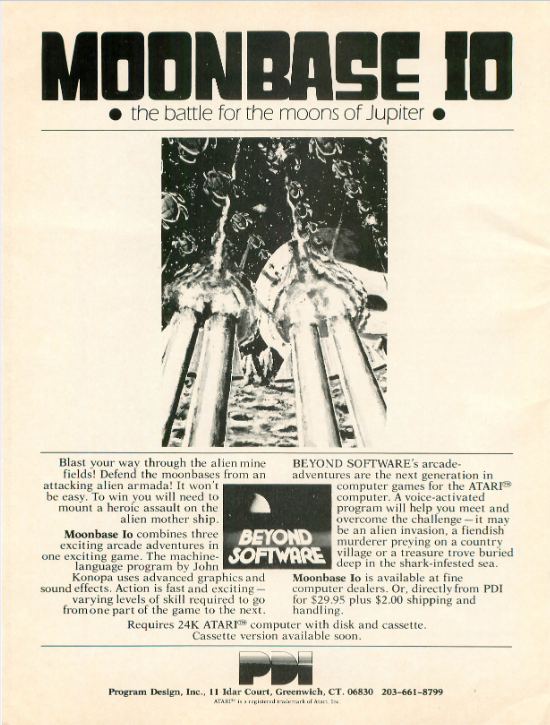 MOONBASE IO
● the battle for the moons of Jupiter ●
Blast your way through the alien mine
fields! Defend the moonbases from an
attacking alien armada! It won't
be easy. To win you will need to
mount a heroic assault on the
alien mother ship.
Moonbase Io combines three
exciting arcade adventures in
one exciting game. The machine-
language program by John
Konopa uses advanced graphics and
sound effects. Action is fast and exciting—
varying levels of skill required to go
from one part of the game to the next.
BEYOND
SOFTWARE
BEYOND SOFTWARE's arcade-
adventures are the next generation in
computer games for the ATARI™
computer. A voice-activated
program will help you meet and
overcome the challenge—it may
be an alien invasion, a fiendish
murderer preying on a country
village or a treasure trove buried
deep in the shark-infested sea.
Moonbase Io is available at fine
computer dealers. Or, directly from PDI
for $29.95 plus $2.00 shipping and
handling.
Requires 24K ATARI™ computer with disk and cassette.
Cassette version available soon.
PDI
Program Design, Inc., 11 Idar Court, Greenwich, CT. 06830 203-661-8799
ATARI™ is a registered trademark of Atari, Inc.